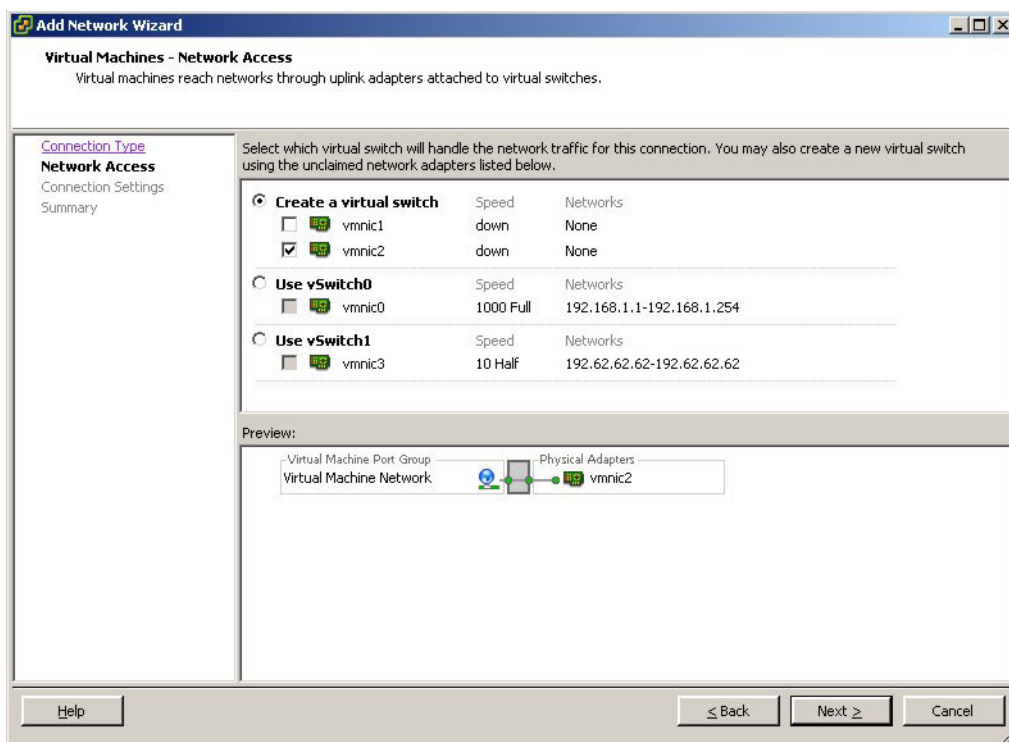 Add Network Wizard
Virtual Machines - Network Access
Virtual machines reach networks through uplink adapters attached to virtual switches.
Connection Type
Network Access
Connection Settings
Summary
Select which virtual switch will handle the network traffic for this connection. You may also create a new virtual switch
using the unclaimed network adapters listed below.
Create a virtual switch Speed Networks
vmnic1 down None
vmnic2 down None
Use vSwitch0 Speed Networks
vmnic0 1000 Full 192.168.1.1-192.168.1.254
Use vSwitch1 Speed Networks
vmnic3 10 Half 192.62.62.62-192.62.62.62
Preview:
Virtual Machine Port Group Physical Adapters
Virtual Machine Network vmnic2
Help < Back Next > Cancel